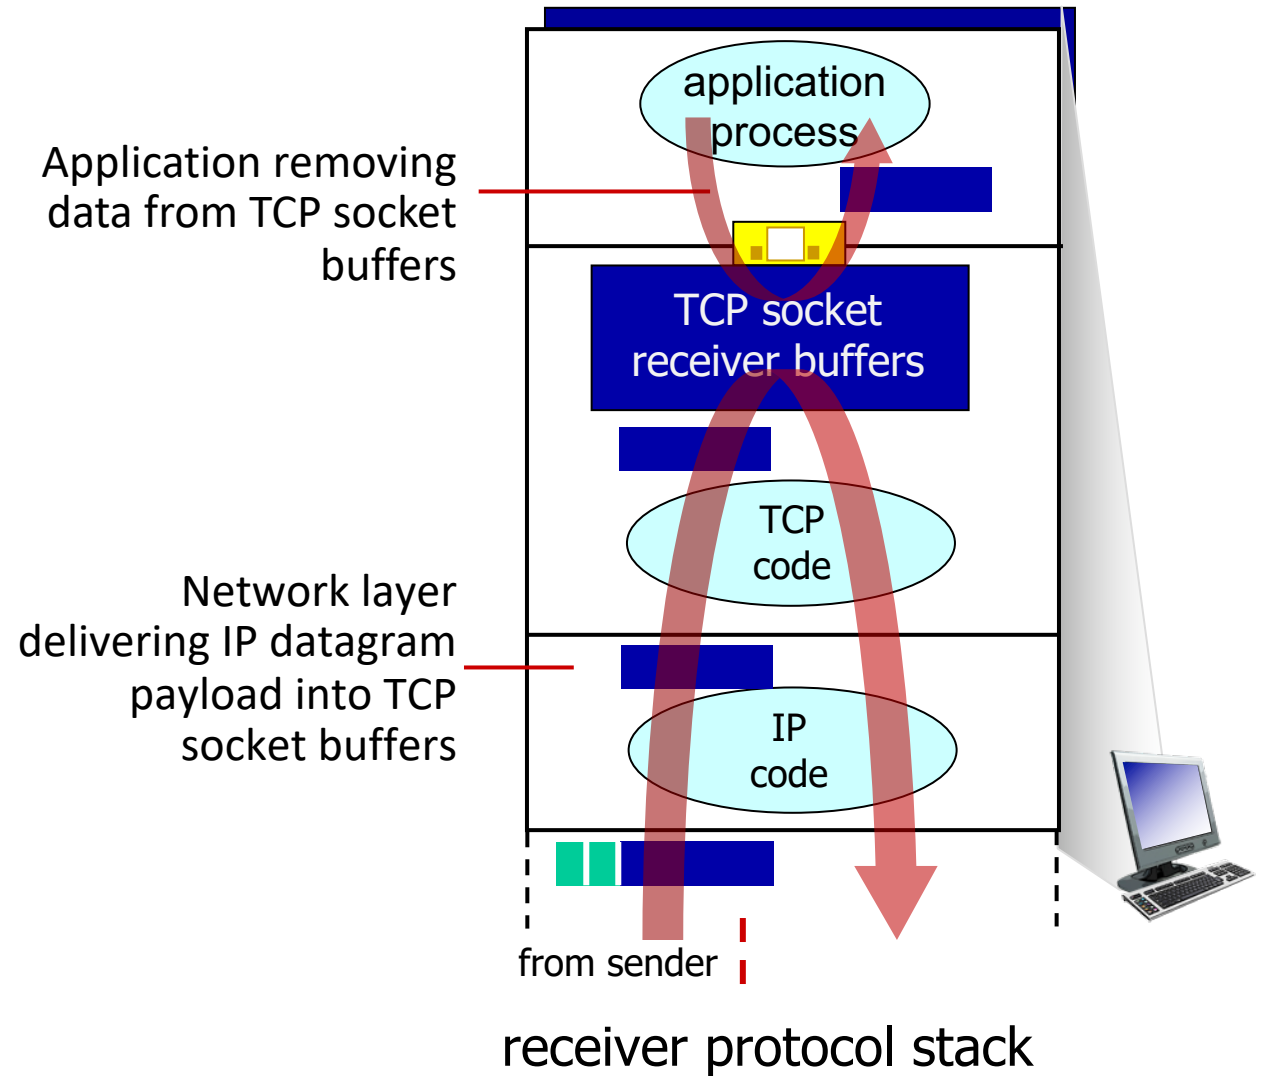 application
process
Application removing
data from TCP socket
buffers
TCP socket
receiver buffers
TCP
code
Network layer
delivering IP datagram
payload into TCP
socket buffers
IP
code
from sender
receiver protocol stack